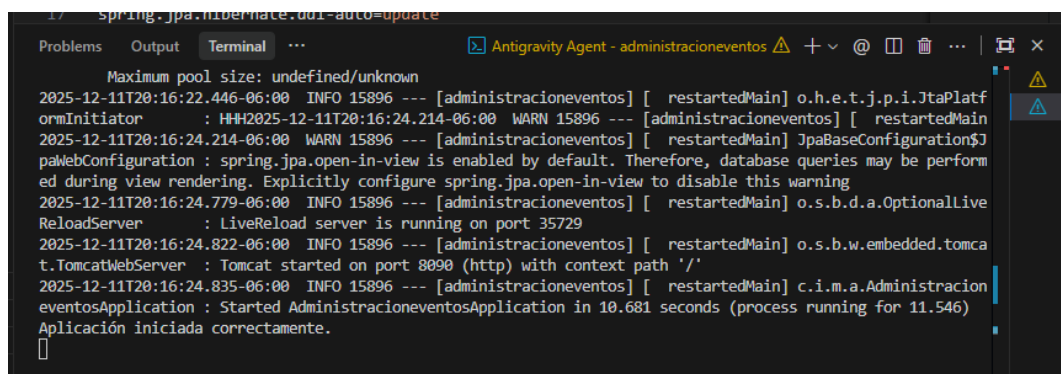 17 spring.jpa.hibernate.ddl-auto=update
Problems Output Terminal ··· Antigravity Agent - administracioneventos
Maximum pool size: undefined/unknown
2025-12-11T20:16:22.446-06:00 INFO 15896 --- [administracioneventos] [ restartedMain] o.h.e.t.j.p.i.JtaPlatf
ormInitiator : HHH2025-12-11T20:16:24.214-06:00 WARN 15896 --- [administracioneventos] [ restartedMain
2025-12-11T20:16:24.214-06:00 WARN 15896 --- [administracioneventos] [ restartedMain] JpaBaseConfiguration$J
paWebConfiguration : spring.jpa.open-in-view is enabled by default. Therefore, database queries may be perform
ed during view rendering. Explicitly configure spring.jpa.open-in-view to disable this warning
2025-12-11T20:16:24.779-06:00 INFO 15896 --- [administracioneventos] [ restartedMain] o.s.b.d.a.OptionalLive
ReloadServer : LiveReload server is running on port 35729
2025-12-11T20:16:24.822-06:00 INFO 15896 --- [administracioneventos] [ restartedMain] o.s.b.w.embedded.tomca
t.TomcatWebServer : Tomcat started on port 8090 (http) with context path '/'
2025-12-11T20:16:24.835-06:00 INFO 15896 --- [administracioneventos] [ restartedMain] c.i.m.a.Administracion
eventosApplication : Started AdministracioneventosApplication in 10.681 seconds (process running for 11.546)
Aplicación iniciada correctamente.